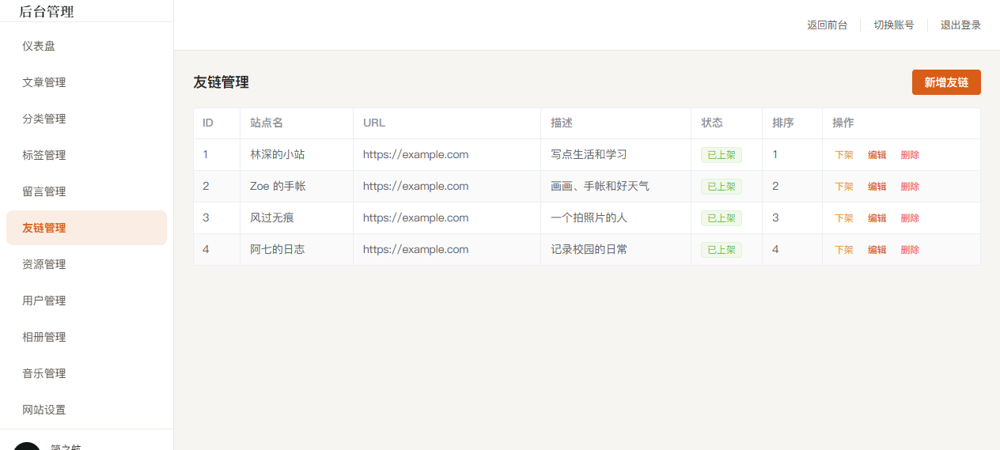 后台管理
返回前台 切换账号 退出登录
仪表盘
文章管理
分类管理
标签管理
留言管理
友链管理
资源管理
用户管理
相册管理
音乐管理
网站设置
简之航
友链管理 新增友链
ID 站点名 URL 描述 状态 排序 操作
1 林深的小站 https://example.com 写点生活和学习 已上架 1 下架 编辑 删除
2 Zoe 的手帐 https://example.com 画画、手帐和好天气 已上架 2 下架 编辑 删除
3 风过无痕 https://example.com 一个拍照片的人 已上架 3 下架 编辑 删除
4 阿七的日志 https://example.com 记录校园的日常 已上架 4 下架 编辑 删除